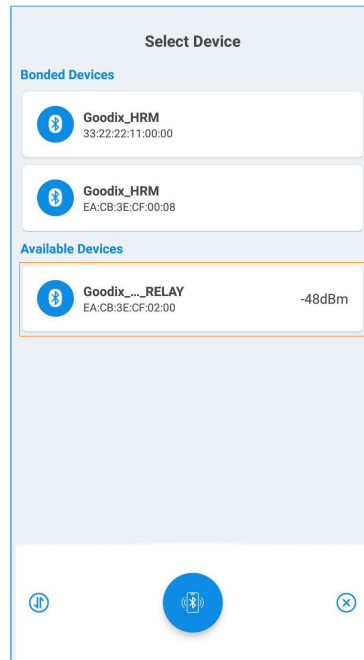 Select Device
Bonded Devices
Goodix_HRM
33:22:22:11:00:00
Goodix_HRM
EA:CB:3E:CF:00:08
Available Devices
Goodix_..._RELAY
-48dBm
EA:CB:3E:CF:02:00